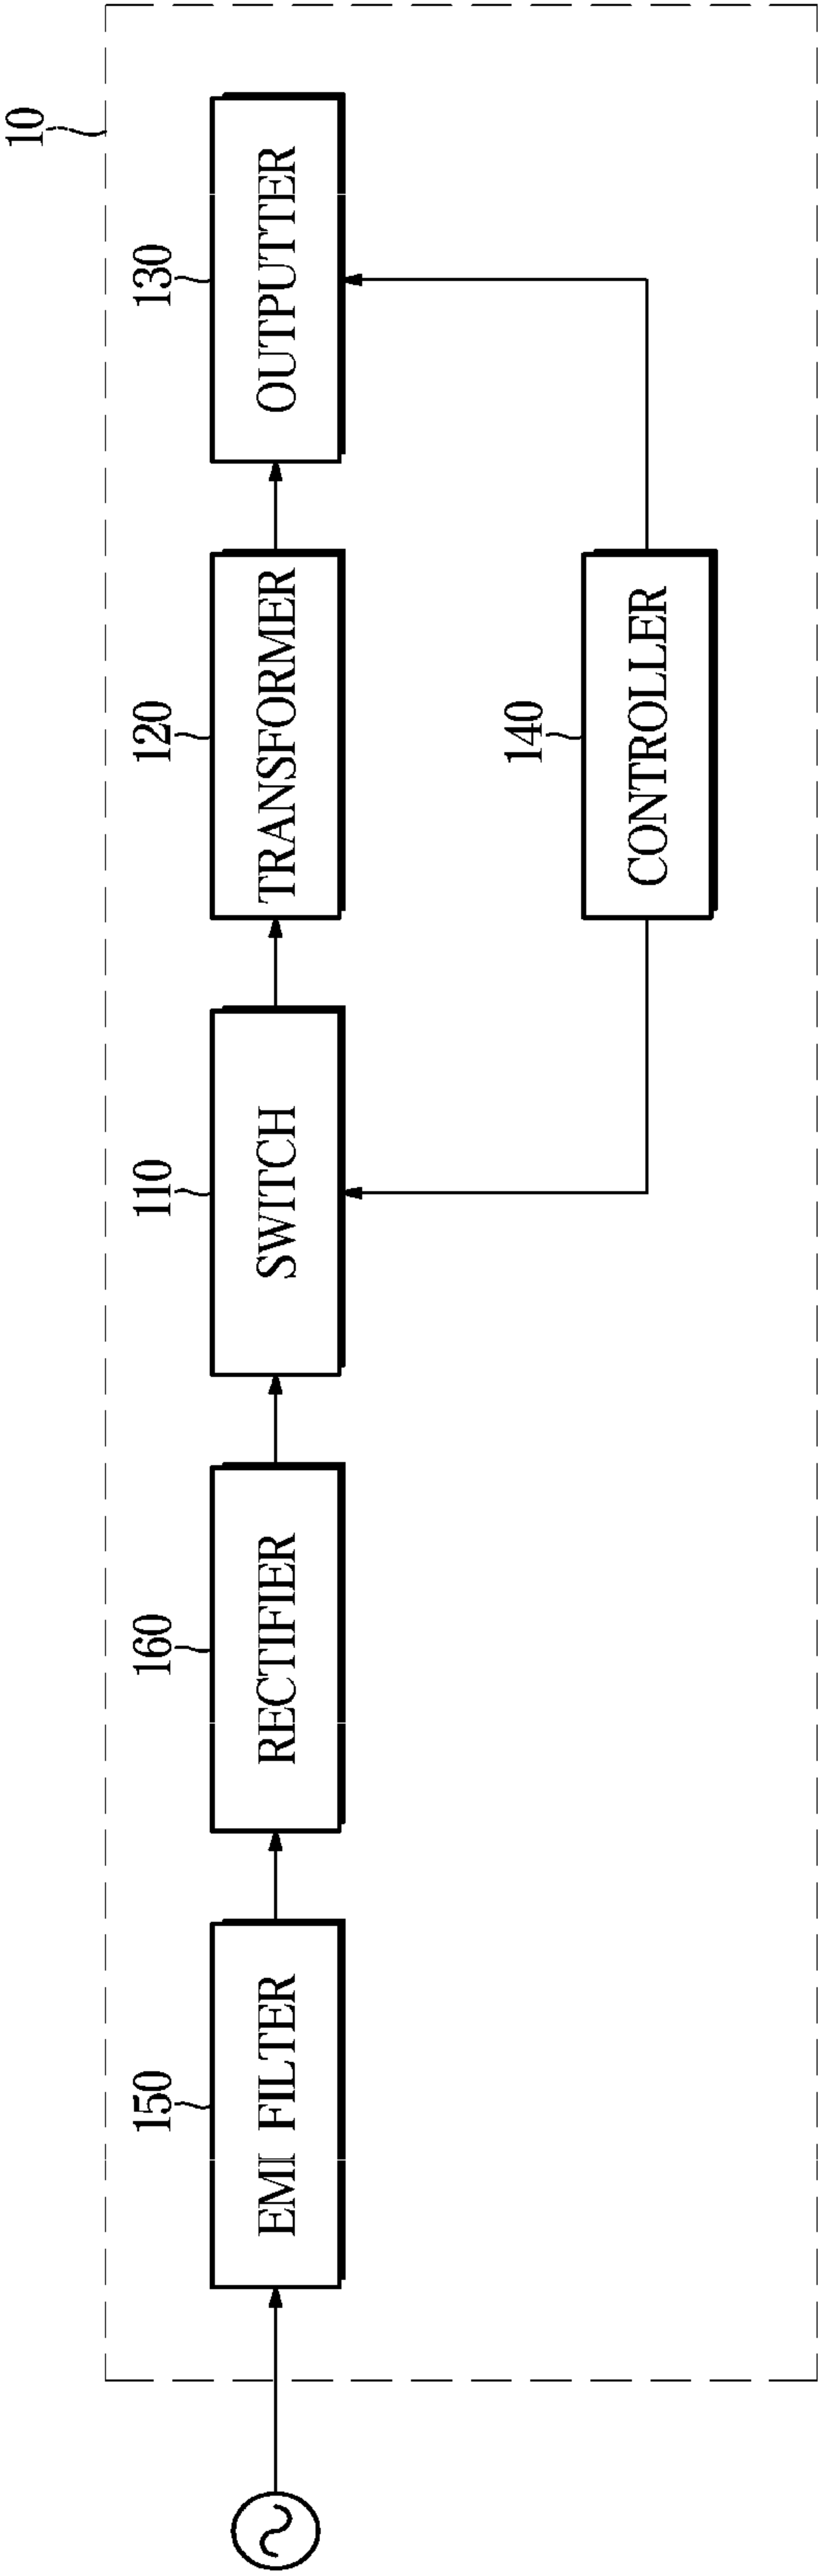 10
150
160
110
120
130
EMI FILTER
RECTIFIER
SWITCH
TRANSFORMER
OUTPUTTER
140
CONTROLLER